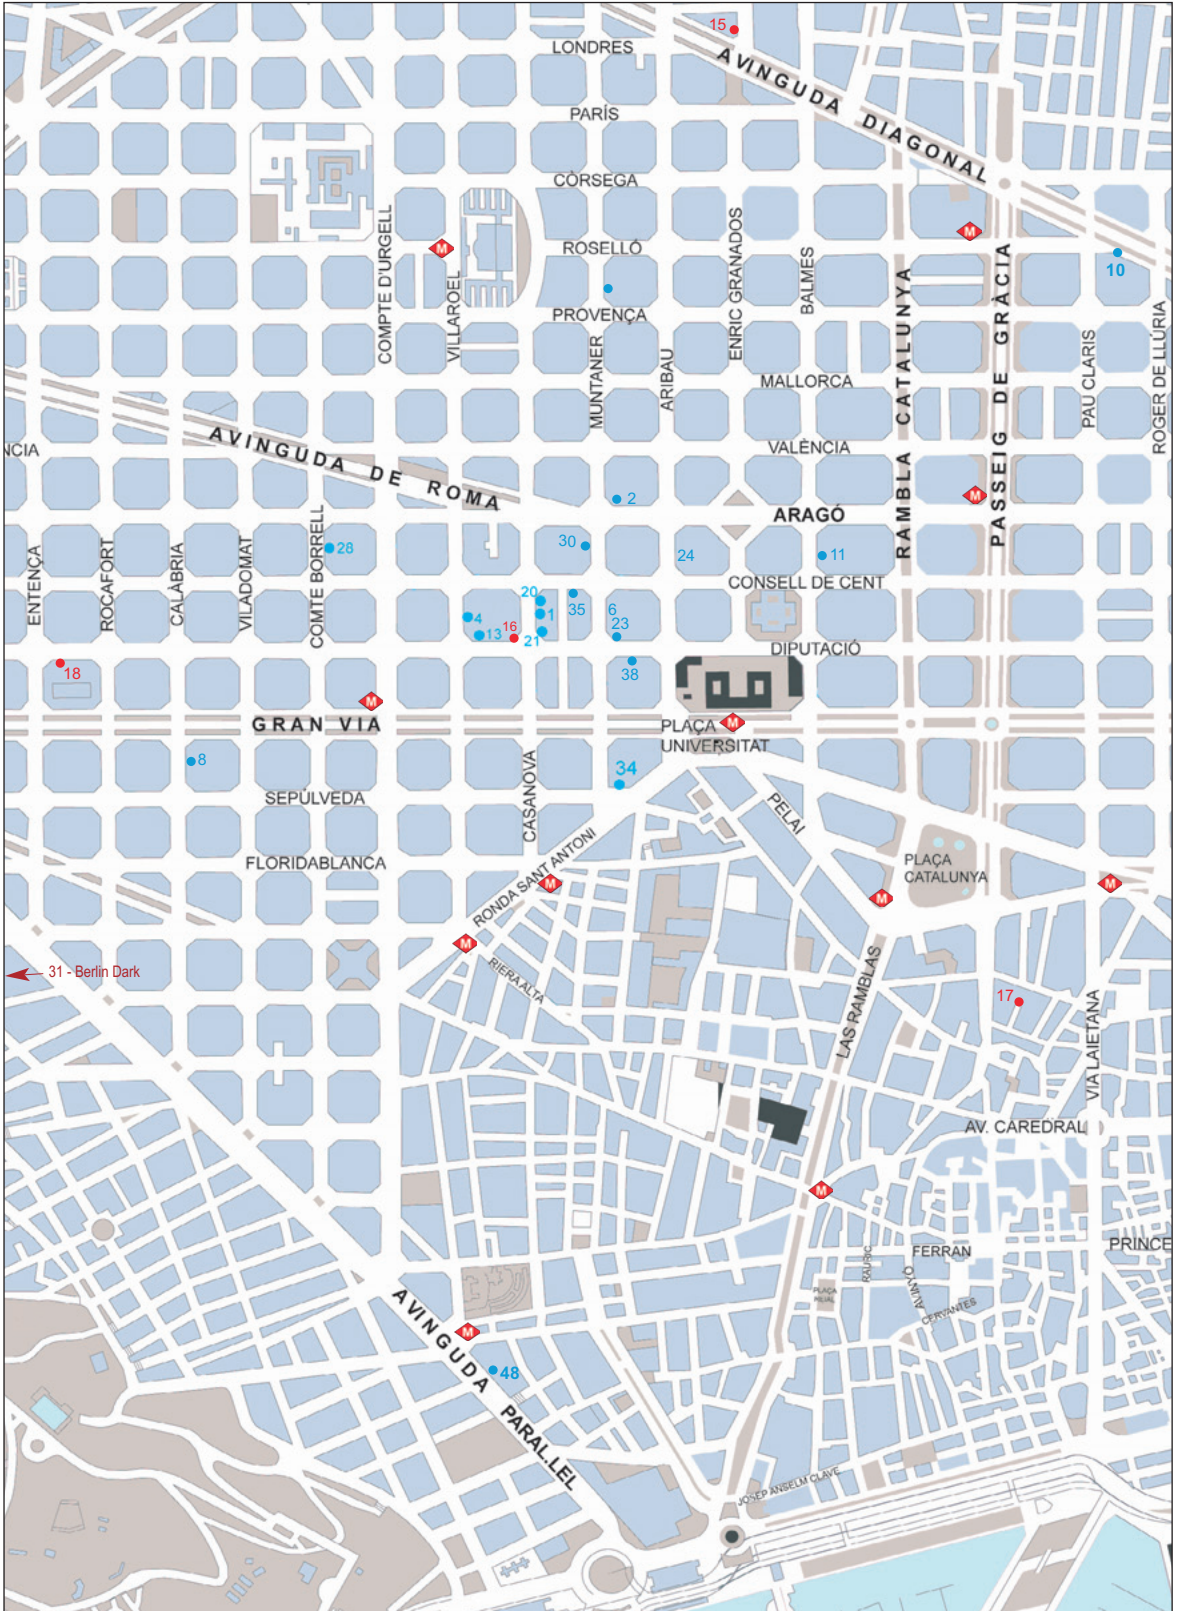 15
LONDRES
AVINGUDA DIAGONAL
PARÍS
CÒRSEGA
COMPTE D'URGELL
M
VILLAROEL
ROSELLÓ
ENRIC GRANADOS
BALMES
M
10
RAMBLA CATALUNYA
PASSEIG DE GRÀCIA
PROVENÇA
MUNTANER
ARIBAU
MALLORCA
PAU CLARIS
ROGER DE LLÚRIA
NCIA
AVINGUDA DE ROMA
VALÈNCIA
M
2
ARAGÓ
ENTENÇA
ROCAFORT
CALÀBRIA
VILADOMAT
COMTE BORRELL
28
30
24
11
CONSELL DE CENT
20
35
4
1
6
13
16
21
23
DIPUTACIÓ
18
38
M
GRAN VIA
M
PLAÇA
UNIVERSITAT
8
34
SEPÚLVEDA
CASANOVA
PELAI
FLORIDABLANCA
RONDA SANT ANTONI
PLAÇA
CATALUNYA
M
M
M
M
RIERA ALTA
31 - Berlin Dark
LAS RAMBLAS
17
VIA LAIETANA
AV. CAREDRAL
M
RAURIC
FERRAN
PRINCE
AVINYÓ
CERVANTES
AVINGUDA PARAL.LEL
M
48
JOSEP ANSELM CLAVE